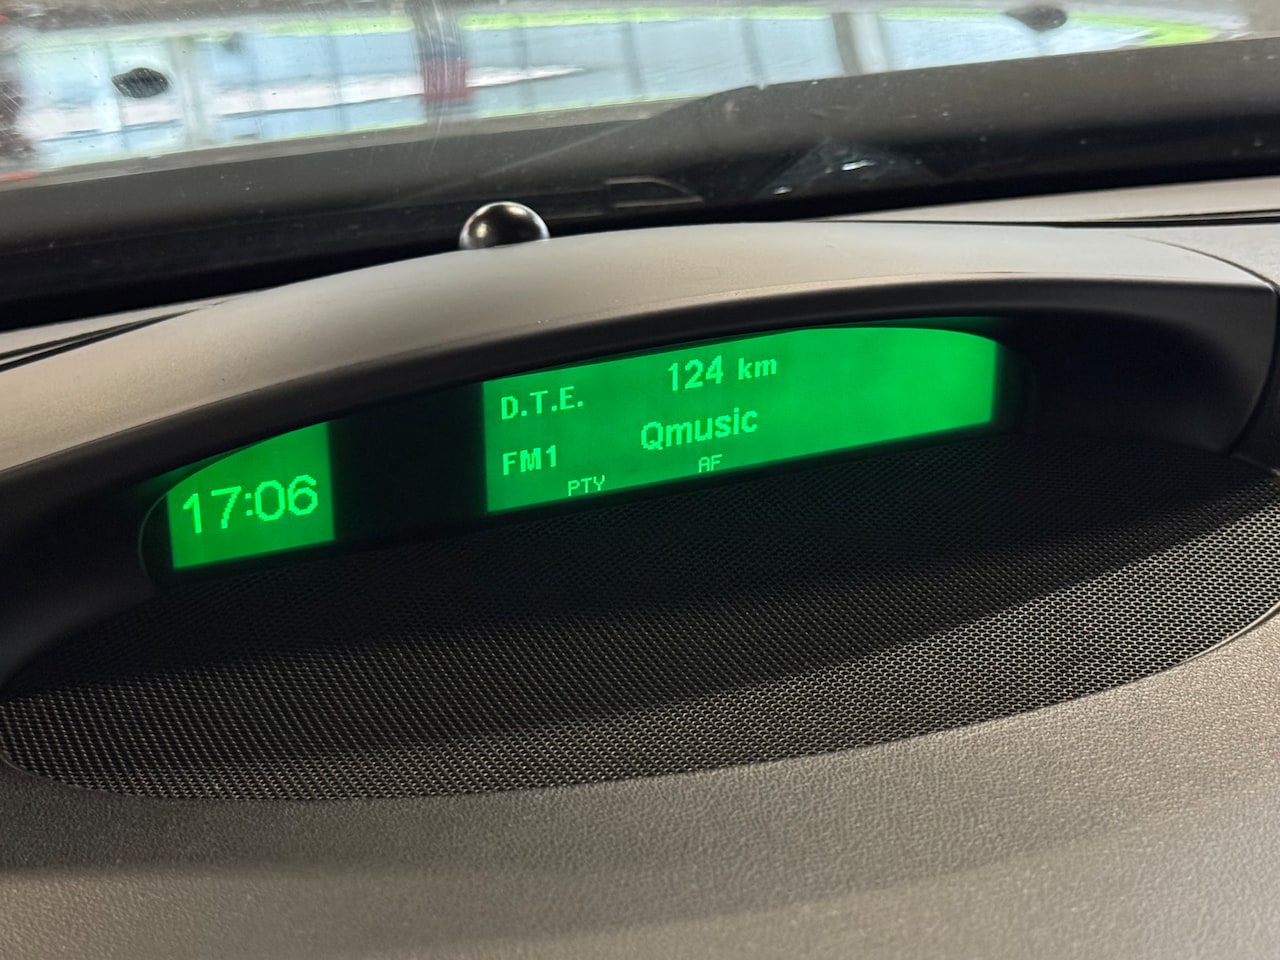 D.T.E. 124 km
FM1 Qmusic
PTY AF
17:06